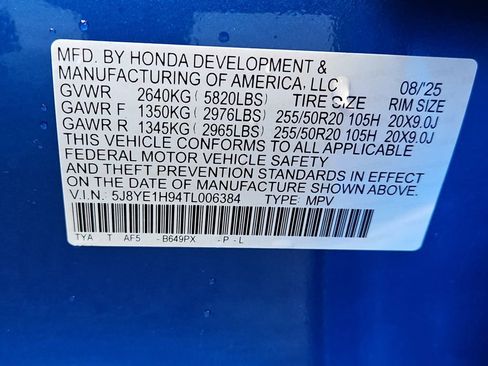 MFD. BY HONDA DEVELOPMENT &
MANUFACTURING OF AMERICA, LLC 08/'25
GVWR 2640KG (5820LBS) TIRE SIZE RIM SIZE
GAWR F 1350KG (2976LBS) 255/50R20 105H 20X9.0J
GAWR R 1345KG (2965LBS) 255/50R20 105H 20X9.0J
THIS VEHICLE CONFORMS TO ALL APPLICABLE
FEDERAL MOTOR VEHICLE SAFETY
AND THEFT PREVENTION STANDARDS IN EFFECT
ON THE DATE OF MANUFACTURE SHOWN ABOVE.
V.I.N.: 5J8YE1H94TL006384 TYPE: MPV
TYA T AF5 -B649PX -P-L